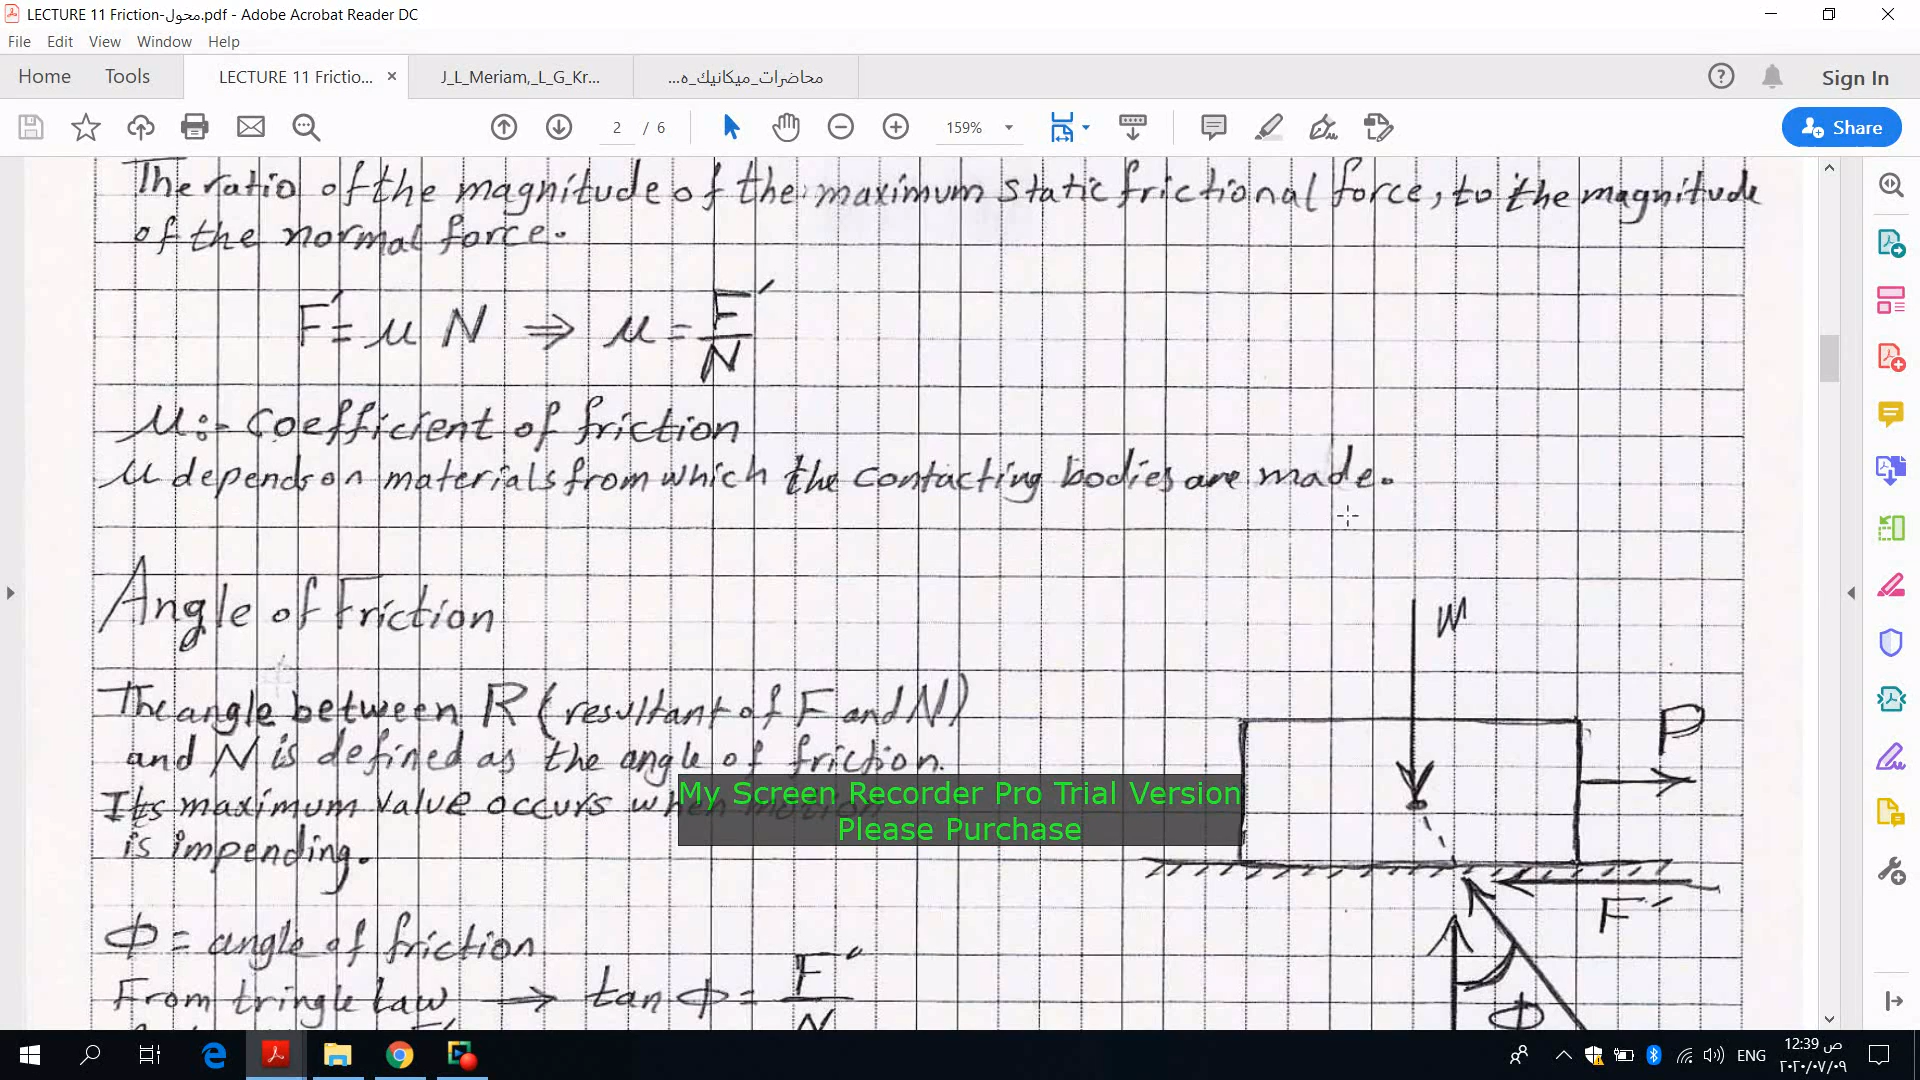 LECTURE 11 Friction-محول.pdf - Adobe Acrobat Reader DC
File Edit View Window Help
Home Tools LECTURE 11 Frictio... × J_L_Meriam,_L_G_Kr... محاضرات_ميكانيك_ه... Sign In
2 / 6 159% Share
The ratio of the magnitude of the maximum static frictional force, to the magnitude
of the normal force.
F′ = μ N ⇒ μ = F′/N
μ:- Coefficient of friction
μ depends on materials from which the contacting bodies are made.
Angle of Friction
W
The angle between R (resultant of F and N)
P
and N is defined as the angle of friction.
My Screen Recorder Pro Trial Version
Its maximum value occurs when motion
Please Purchase
is impending.
F′
Φ = angle of friction
From tringle Law → tan Φ = F′/N
Φ
ENG 12:39 ص
٢٠٢٠/٠٧/٠٩